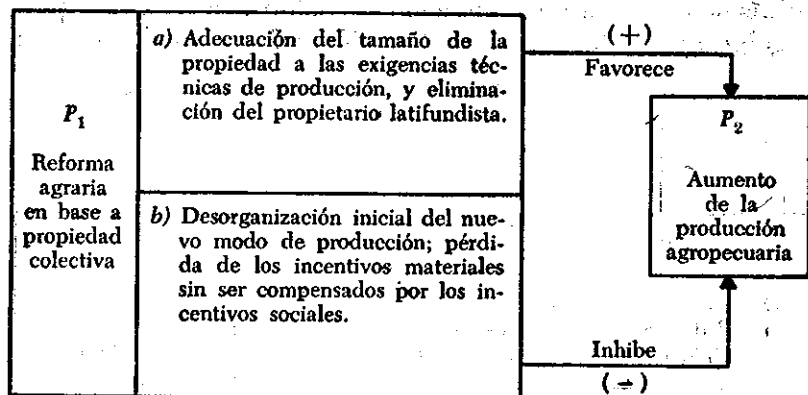 P₁
Reforma
agraria
en base a
propiedad
colectiva
a) Adecuación del tamaño de la
propiedad a las exigencias téc-
nicas de producción, y elimina-
ción del propietario latifundista.
b) Desorganización inicial del nue-
vo modo de producción; pérdi-
da de los incentivos materiales
sin ser compensados por los in-
centivos sociales.
(+)
Favorece
P₂
Aumento
de la
producción
agropecuaria
Inhibe
(-)